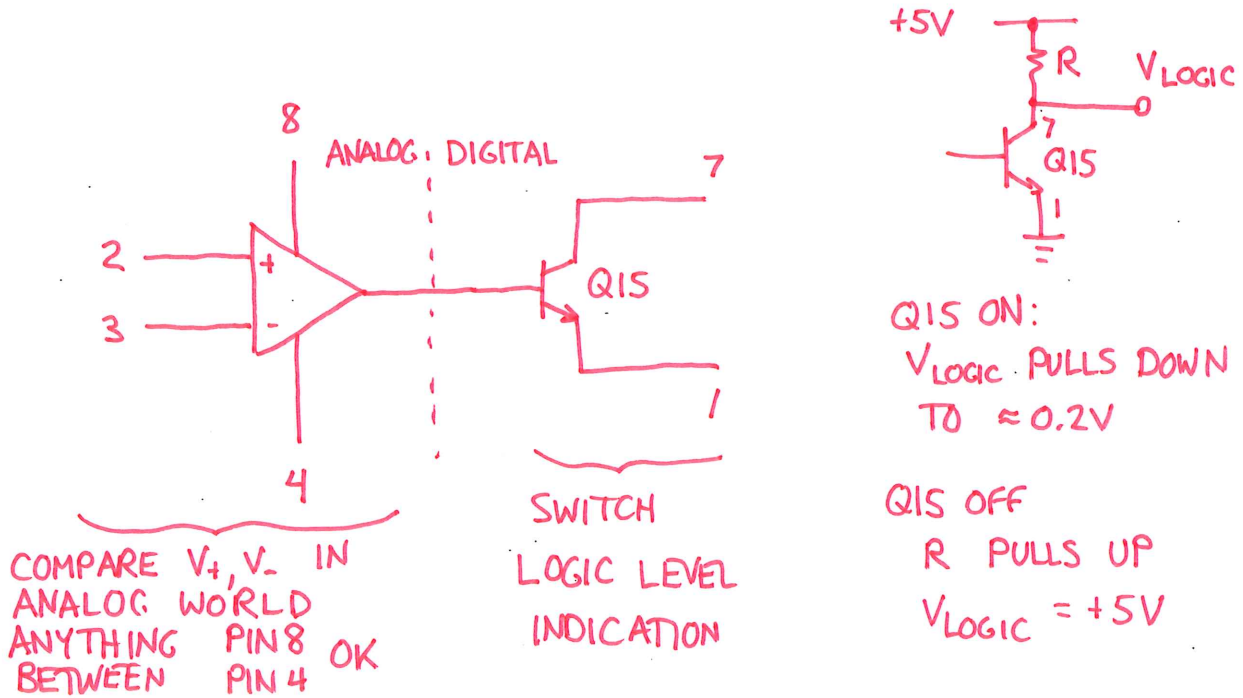 8
ANALOG DIGITAL
2
+
3
-
Q15
7
1
4
COMPARE V+, V- IN
ANALOG WORLD
ANYTHING PIN 8
BETWEEN PIN 4 OK
SWITCH
LOGIC LEVEL
INDICATION
+5V
R
VLOGIC
7
Q15
1
Q15 ON:
VLOGIC PULLS DOWN
TO ≈ 0.2V
Q15 OFF
R PULLS UP
VLOGIC = +5V